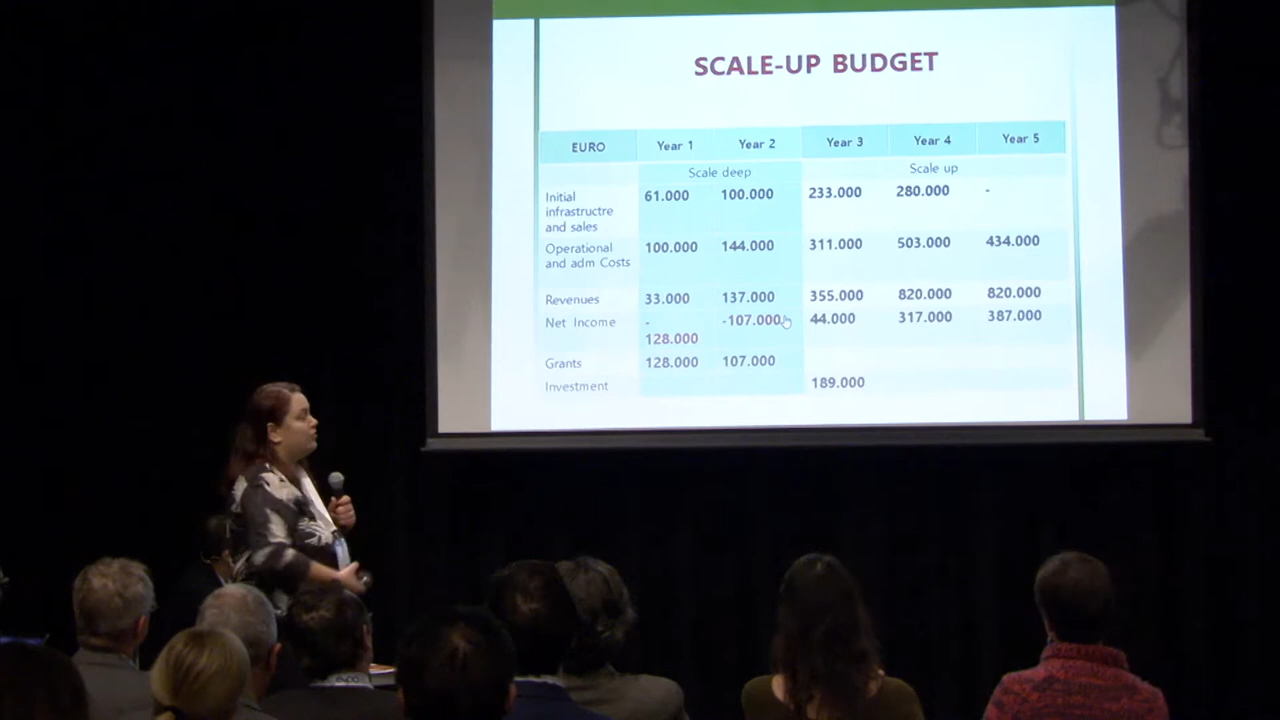 SCALE-UP BUDGET
EURO Year 1 Year 2 Year 3 Year 4 Year 5
Scale deep Scale up
Initial 61.000 100.000 233.000 280.000 -
infrastructre
and sales
Operational 100.000 144.000 311.000 503.000 434.000
and adm Costs
Revenues 33.000 137.000 355.000 820.000 820.000
Net Income - -107.000 44.000 317.000 387.000
128.000
Grants 128.000 107.000
Investment 189.000